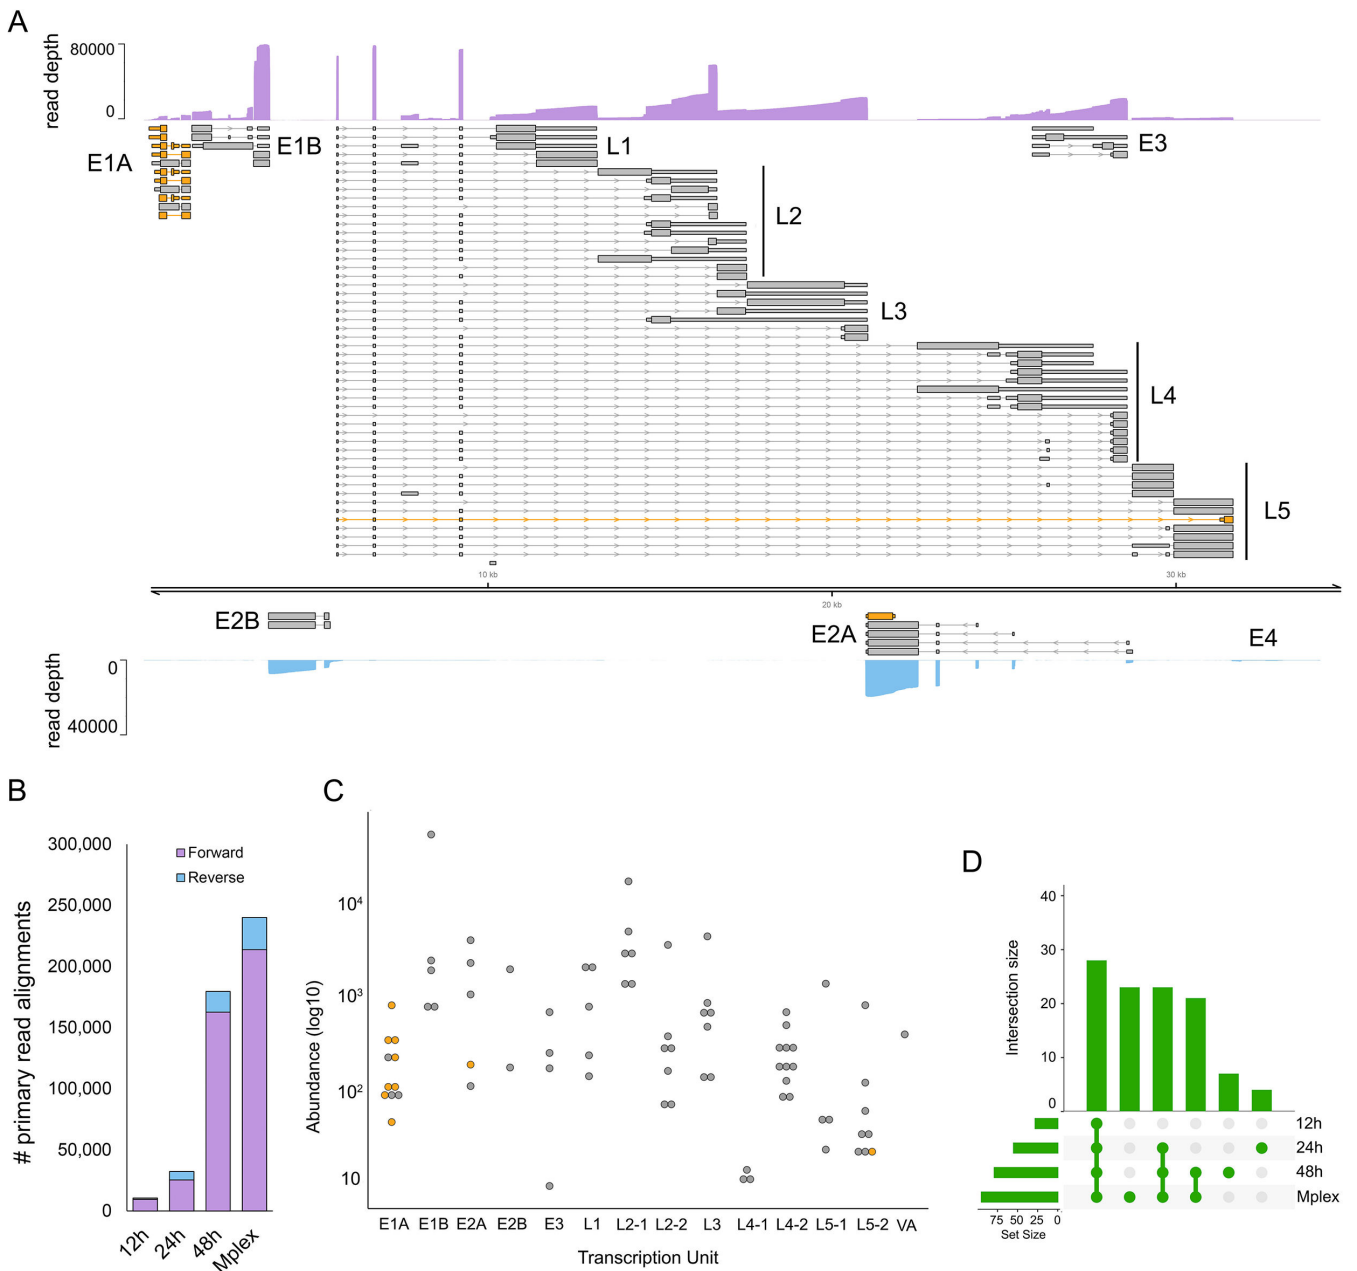 A
read depth
80000
0
E1A
E1B
L1
E3
L2
L3
L4
L5
10 kb
30 kb
20 kb
E2B
E2A
E4
read depth
0
40000
B
# primary read alignments
300,000
250,000
200,000
150,000
100,000
50,000
0
Forward
Reverse
12h
24h
48h
Mplex
C
Abundance (log10)
10⁴
10³
10²
10
E1A E1B E2A E2B E3 L1 L2-1 L2-2 L3 L4-1 L4-2 L5-1 L5-2 VA
Transcription Unit
D
Intersection size
40
30
20
10
0
12h
24h
48h
Mplex
75 50 25 0
Set Size